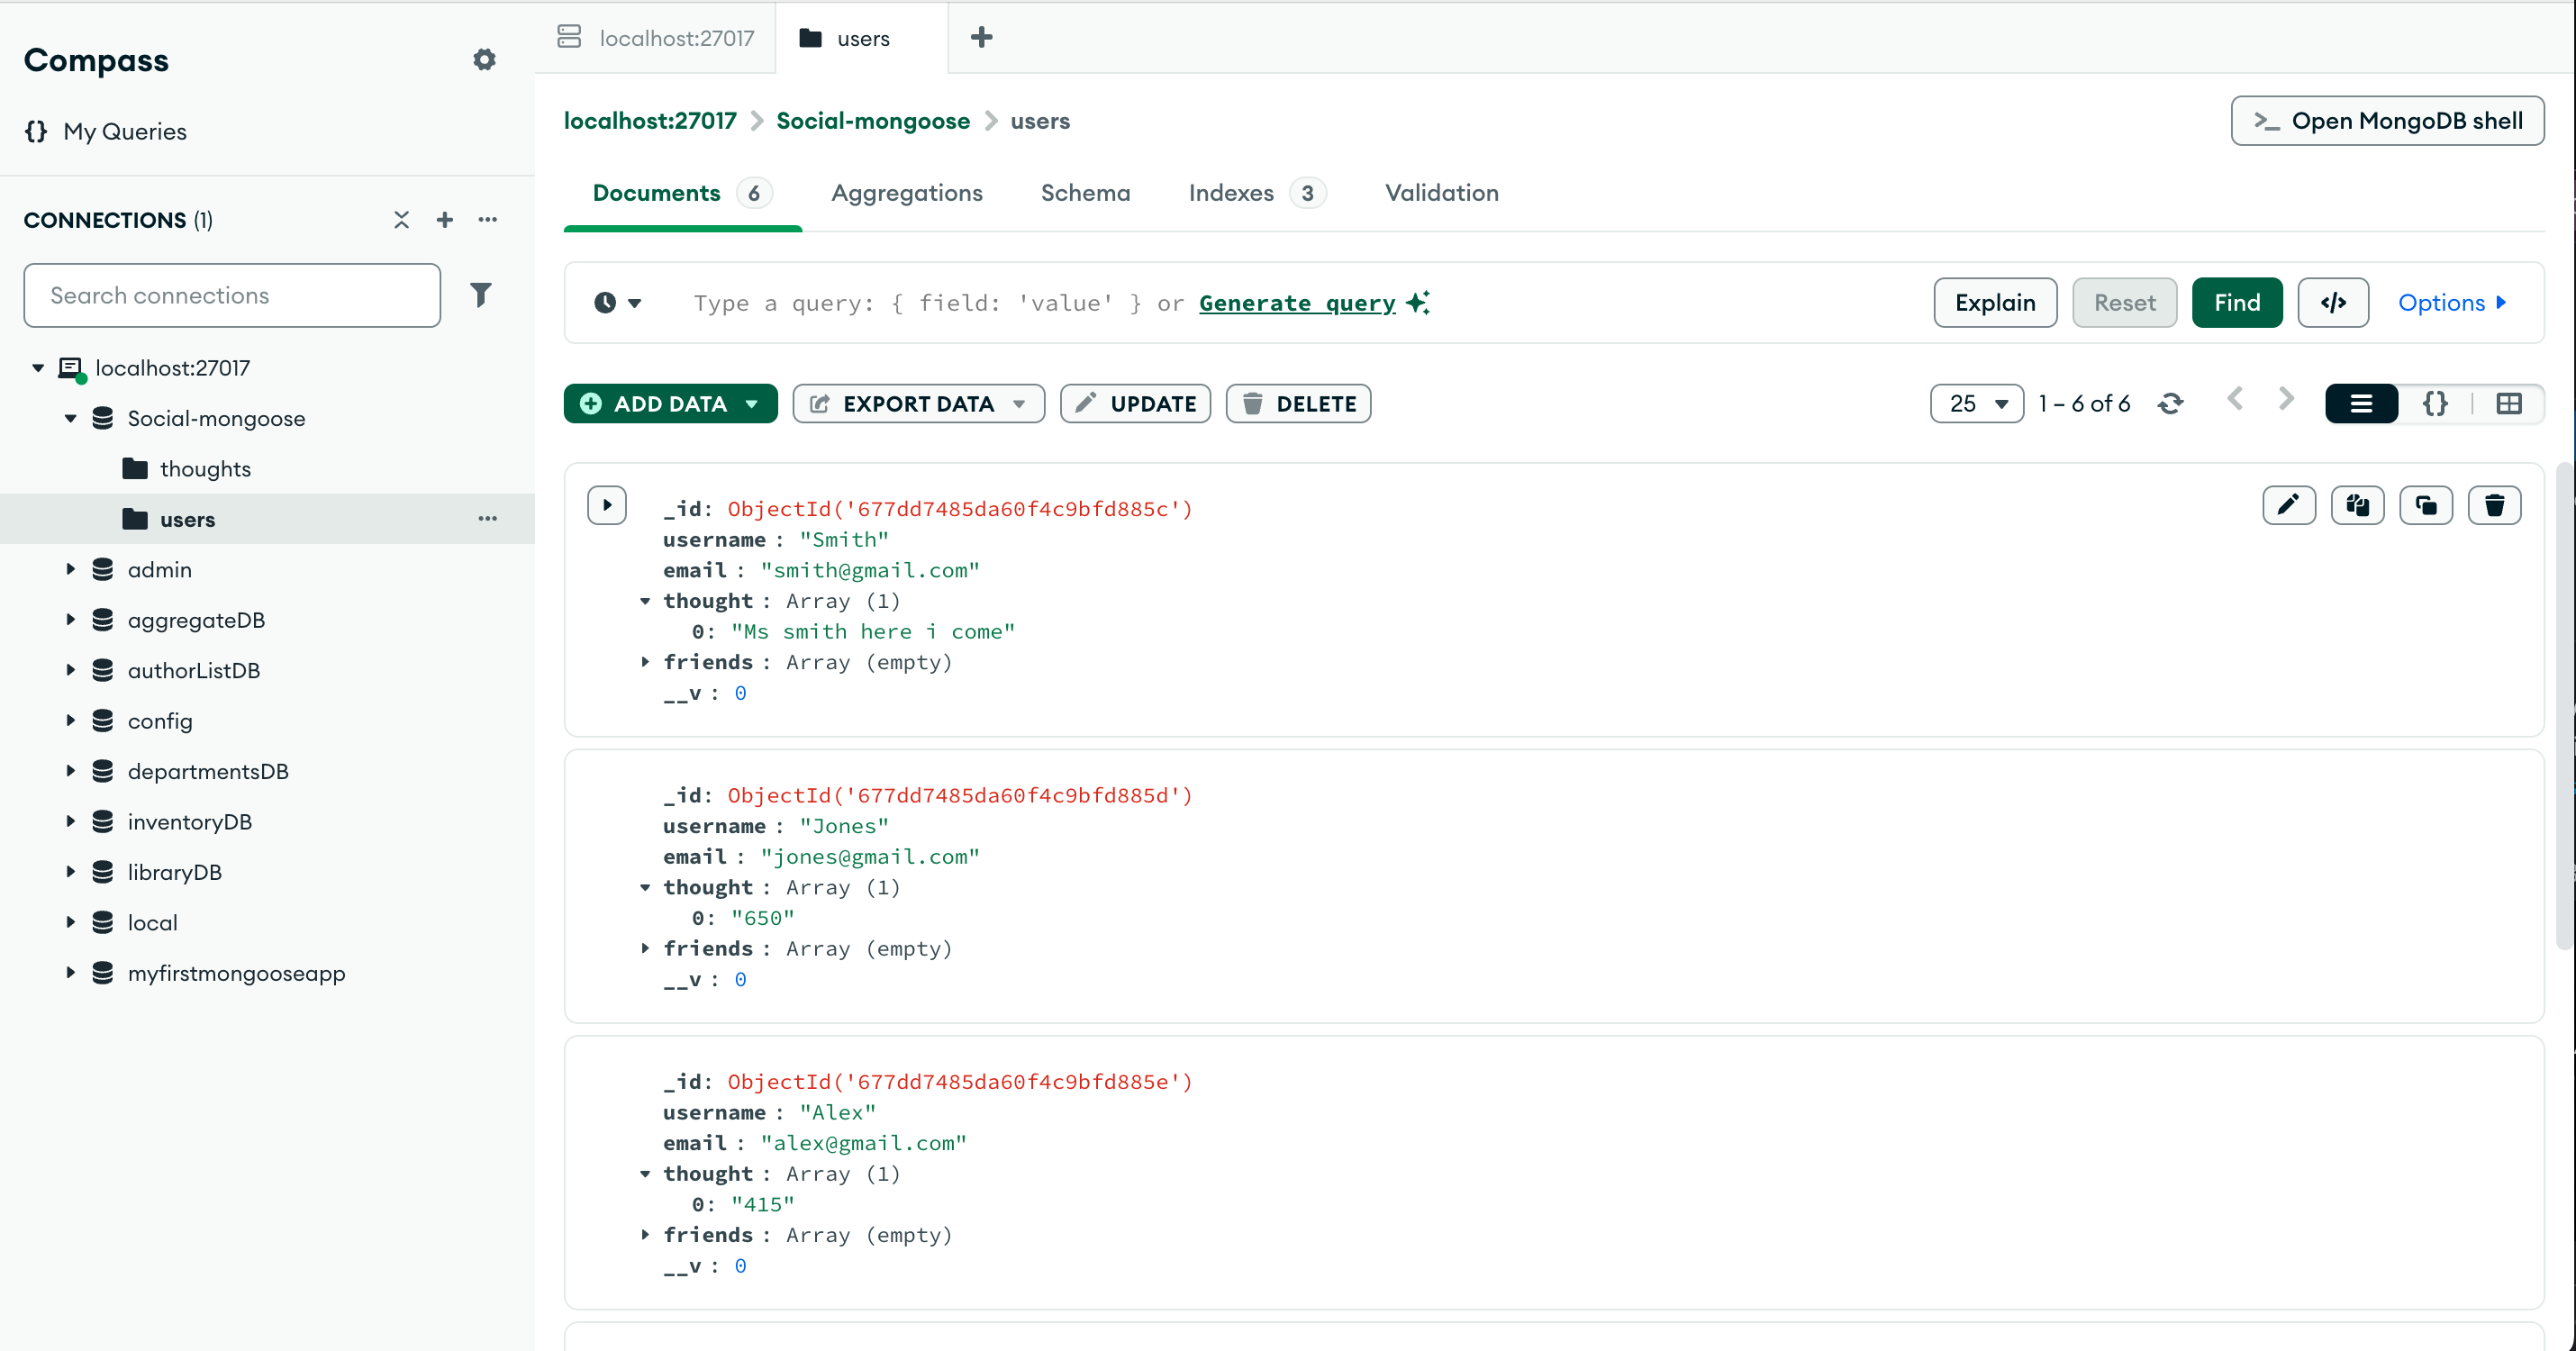 Compass
{} My Queries
CONNECTIONS (1)
Search connections
localhost:27017
Social-mongoose
thoughts
users
admin
aggregateDB
authorListDB
config
departmentsDB
inventoryDB
libraryDB
local
myfirstmongooseapp
localhost:27017
users
localhost:27017 > Social-mongoose > users
>_ Open MongoDB shell
Documents 6 Aggregations Schema Indexes 3 Validation
Type a query: { field: 'value' } or Generate query
Explain Reset Find </> Options
ADD DATA EXPORT DATA UPDATE DELETE
25 1 – 6 of 6 {}
_id: ObjectId('677dd7485da60f4c9bfd885c')
username : "Smith"
email : "smith@gmail.com"
thought : Array (1)
0: "Ms smith here i come"
friends : Array (empty)
__v : 0
_id: ObjectId('677dd7485da60f4c9bfd885d')
username : "Jones"
email : "jones@gmail.com"
thought : Array (1)
0: "650"
friends : Array (empty)
__v : 0
_id: ObjectId('677dd7485da60f4c9bfd885e')
username : "Alex"
email : "alex@gmail.com"
thought : Array (1)
0: "415"
friends : Array (empty)
__v : 0